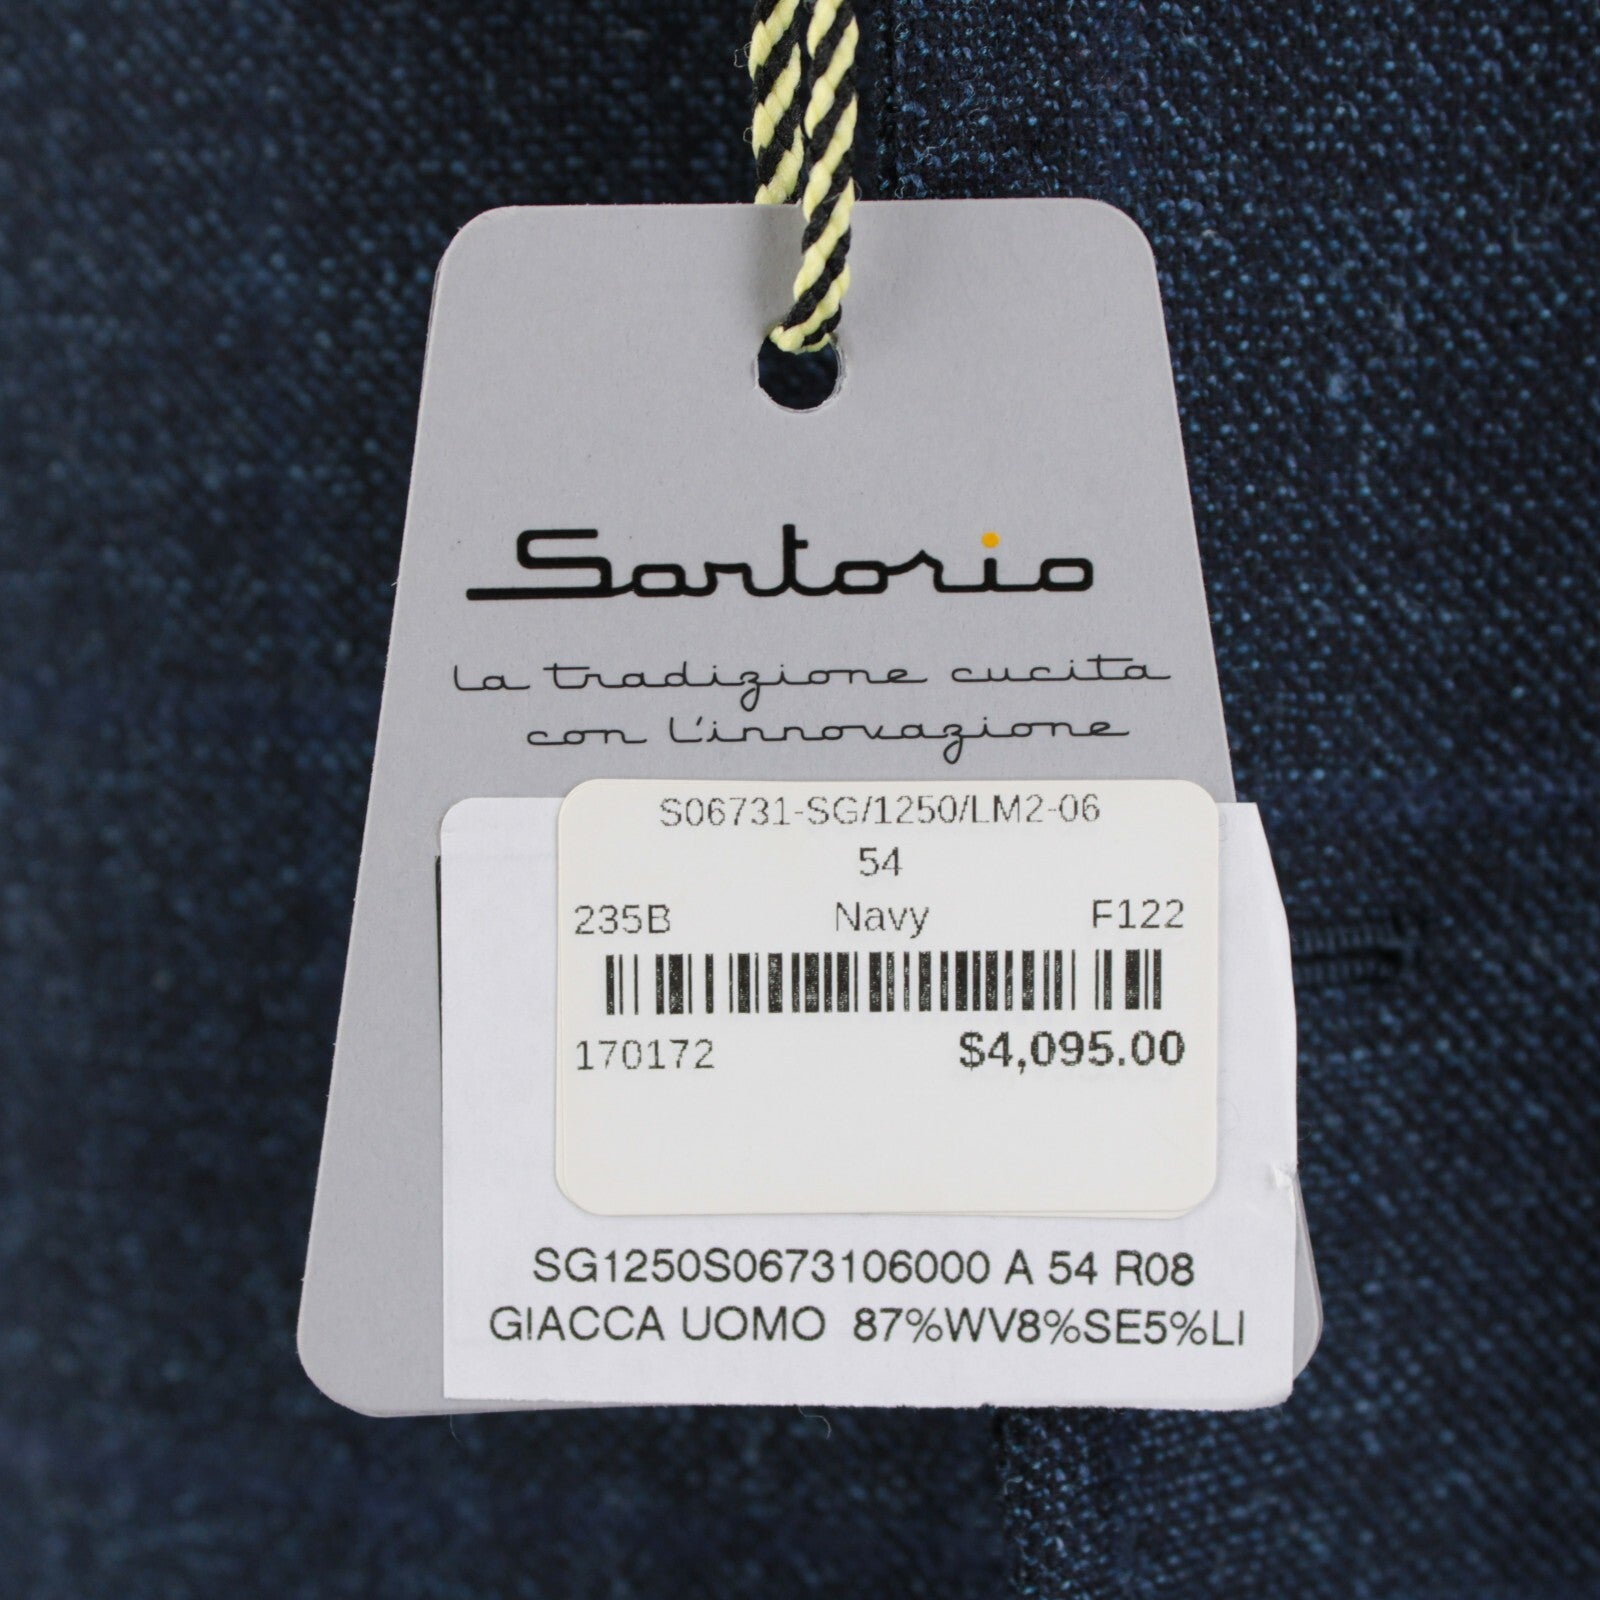 Sartorio
la tradizione cucita
con l'innovazione
S06731-SG/1250/LM2-06
54
235B Navy F122
170172 $4,095.00
SG1250S0673106000 A 54 R08
GIACCA UOMO 87%WV8%SE5%LI